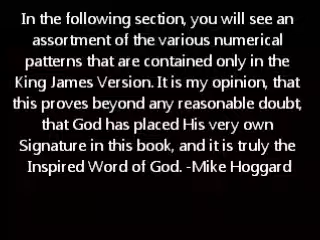 In the following section, you will see an
assortment of the various numerical
patterns that are contained only in the
King James Version. It is my opinion, that
this proves beyond any reasonable doubt,
that God has placed His very own
Signature in this book, and it is truly the
Inspired Word of God. -Mike Hoggard